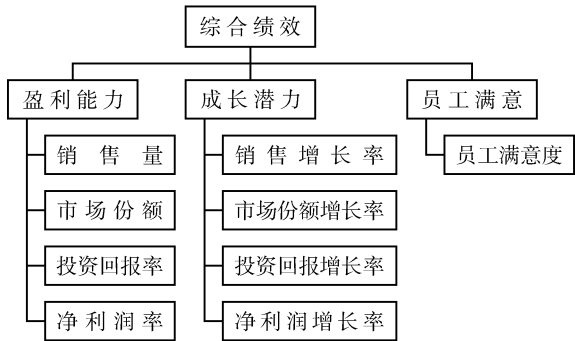 综合绩效
盈利能力
成长潜力
员工满意
销售量
销售增长率
员工满意度
市场份额
市场份额增长率
投资回报率
投资回报增长率
净利润率
净利润增长率